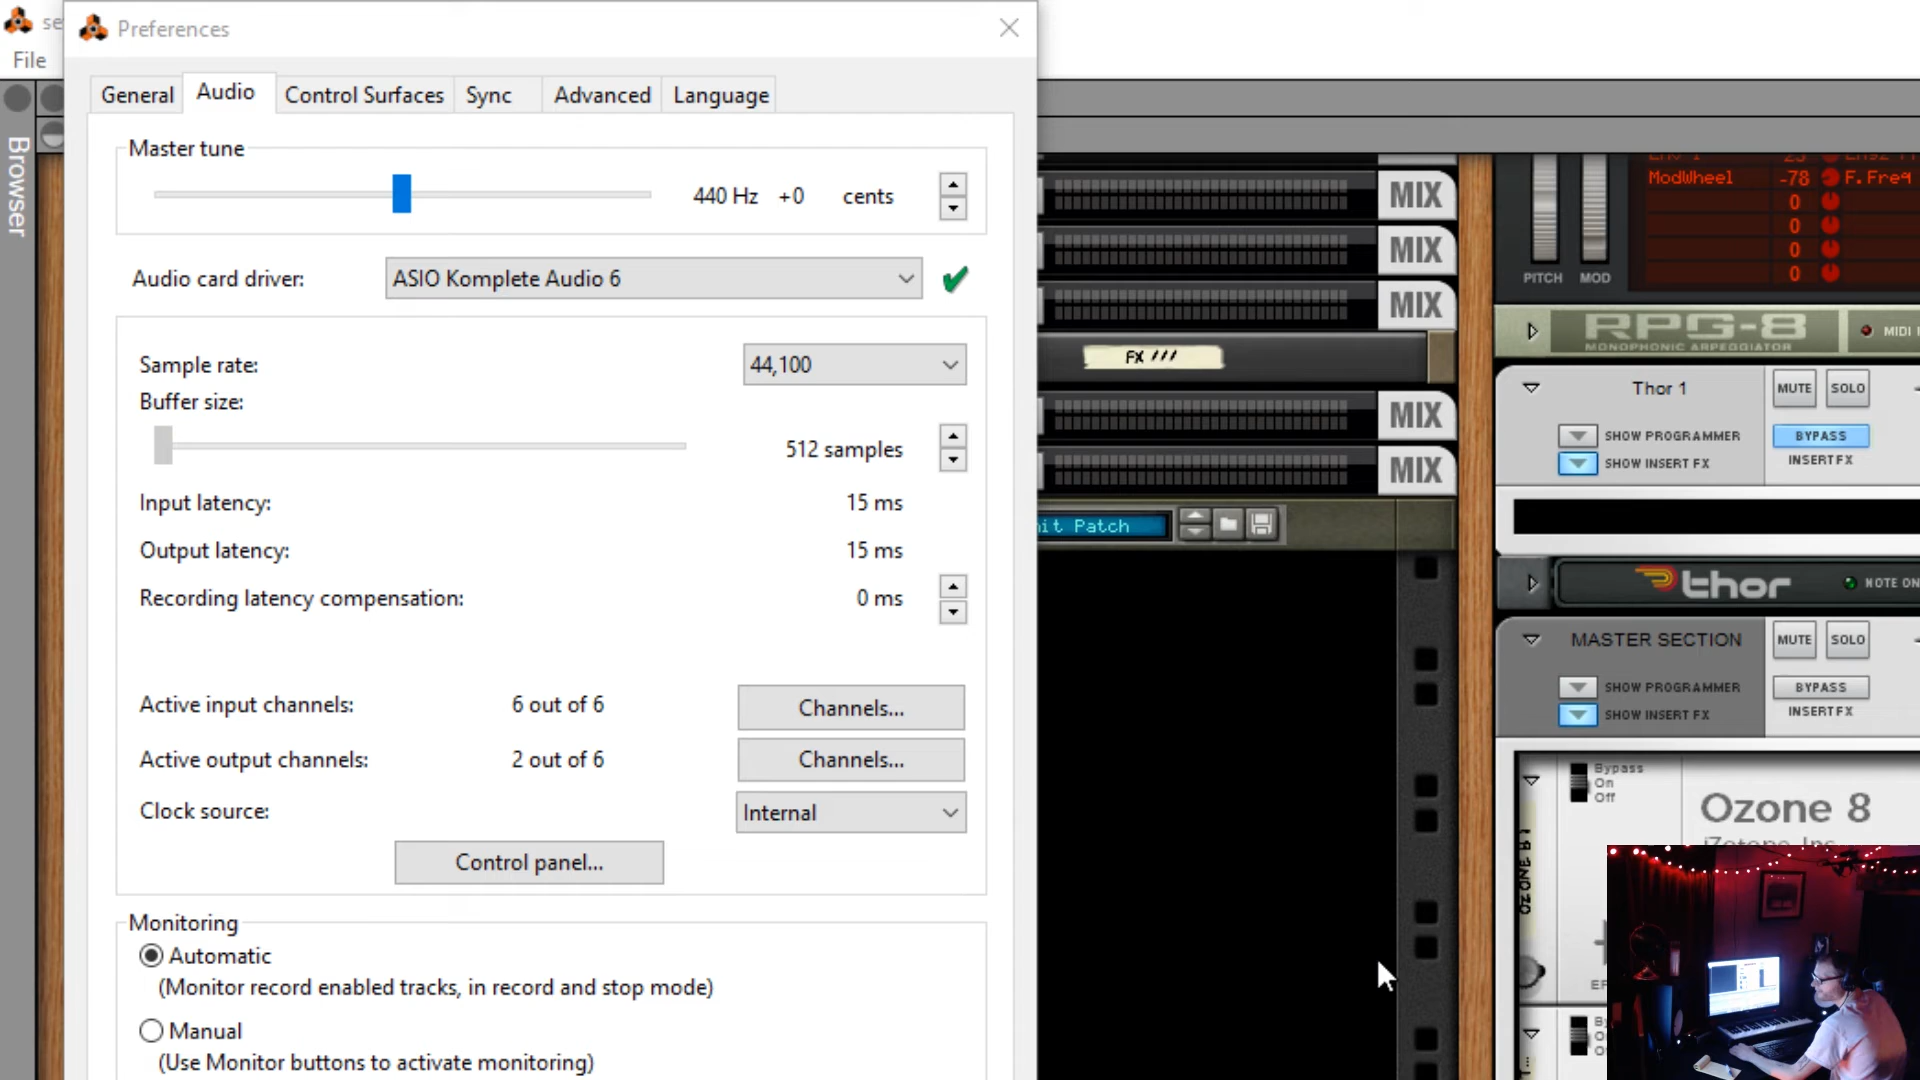 se
Preferences
File
General
Audio
Control Surfaces
Sync
Advanced
Language
Browser
Master tune
440 Hz +0 cents
Audio card driver:
ASIO Komplete Audio 6
Sample rate:
44,100
Buffer size:
512 samples
Input latency:
15 ms
Output latency:
15 ms
Recording latency compensation:
0 ms
Active input channels:
6 out of 6
Channels...
Active output channels:
2 out of 6
Channels...
Clock source:
Internal
Control panel...
Monitoring
Automatic
(Monitor record enabled tracks, in record and stop mode)
Manual
(Use Monitor buttons to activate monitoring)
MIX
MIX
MIX
FX ///
MIX
MIX
it Patch
ModWheel -78 F.Freq
0
0
0
0
PITCH MOD
RPG-8
MONOPHONIC ARPEGGIATOR
MIDI
Thor 1
MUTE SOLO
SHOW PROGRAMMER
SHOW INSERT FX
BYPASS
INSERT FX
thor
NOTE ON
MASTER SECTION
MUTE SOLO
SHOW PROGRAMMER
SHOW INSERT FX
BYPASS
INSERT FX
Bypass
On
Off
Ozone 8
iZotope, Inc.